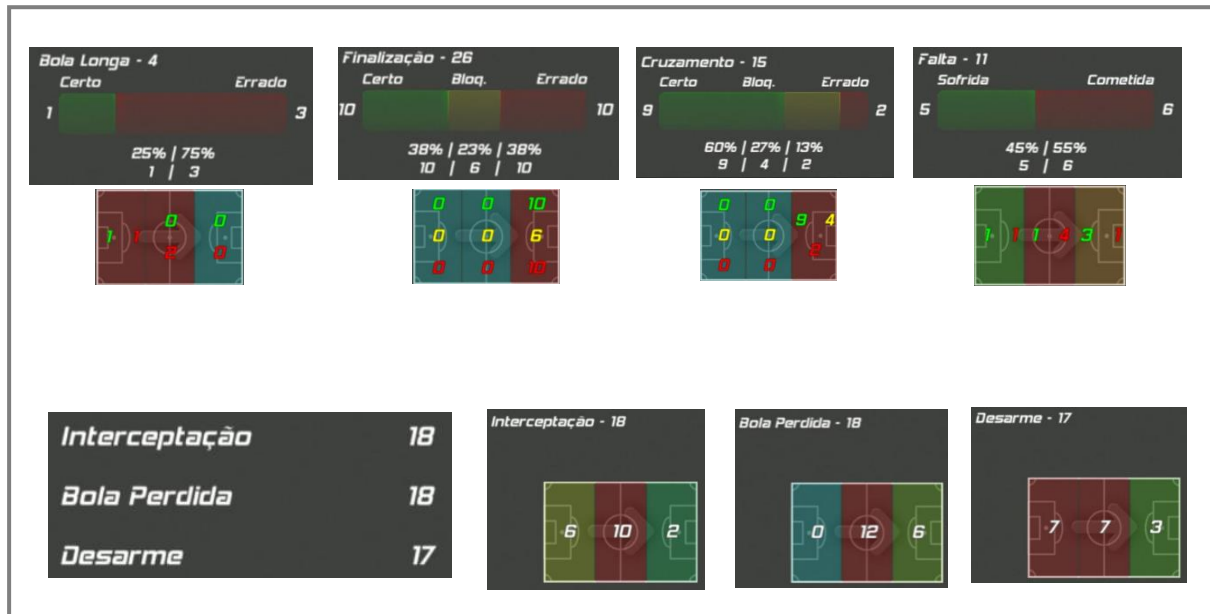 Bola Longa - 4
Certo Errado
1 3
25% | 75%
1 | 3
0 0
1 1
2 0
Finalização - 26
Certo Bloq. Errado
10 10
38% | 23% | 38%
10 | 6 | 10
0 0 10
0 0 6
0 0 10
Cruzamento - 15
Certo Bloq. Errado
9 2
60% | 27% | 13%
9 | 4 | 2
0 0
9 4
0 0
2
0 0
Falta - 11
Sofrida Cometida
5 6
45% | 55%
5 | 6
1 1 1 4 3 1
Interceptação 18
Bola Perdida 18
Desarme 17
Interceptação - 18
6 10 2
Bola Perdida - 18
0 12 6
Desarme - 17
7 7 3